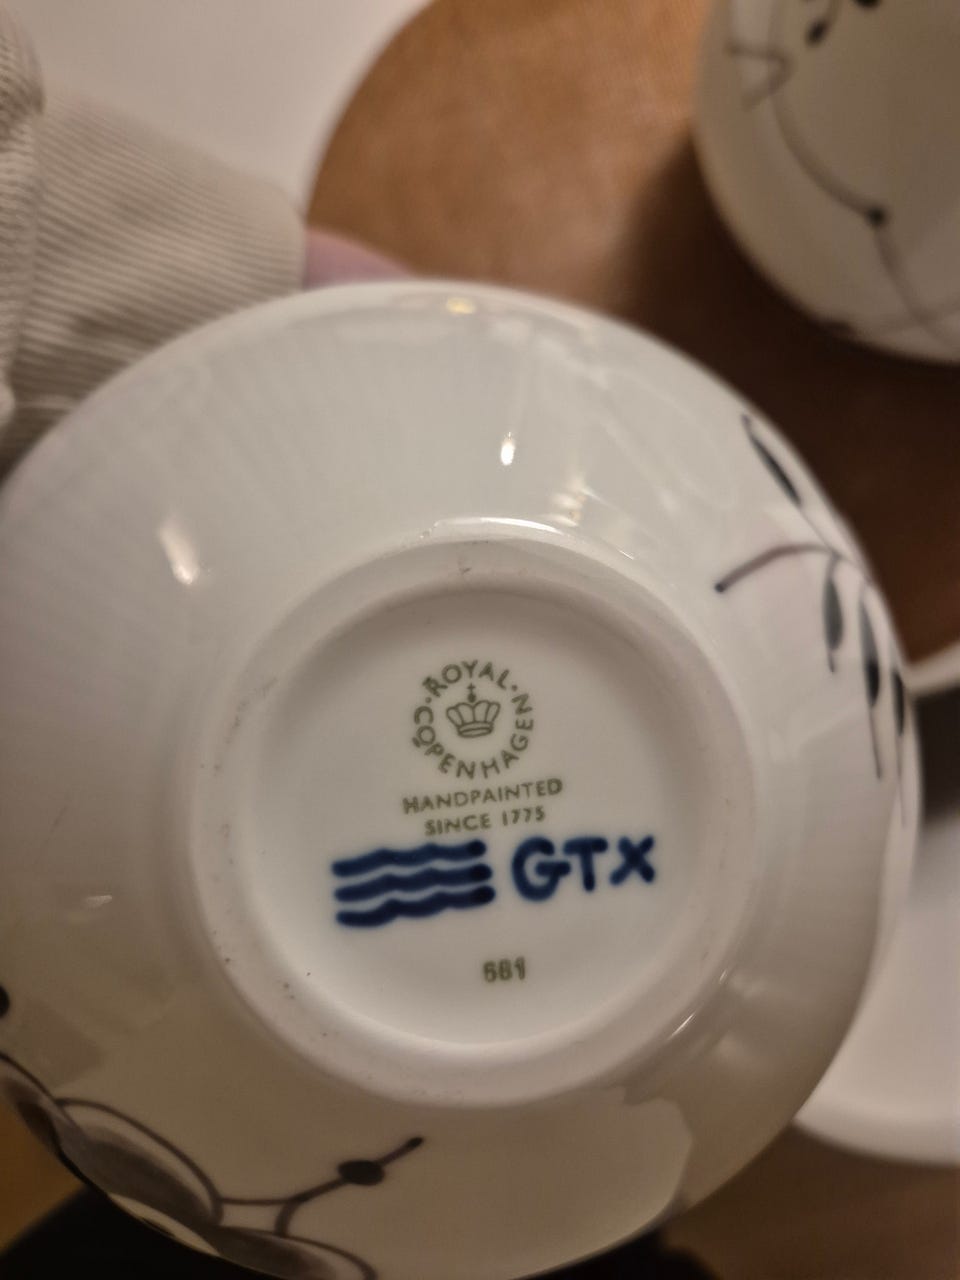 ROYAL COPENHAGEN
HANDPAINTED
SINCE 1775
GTX
681